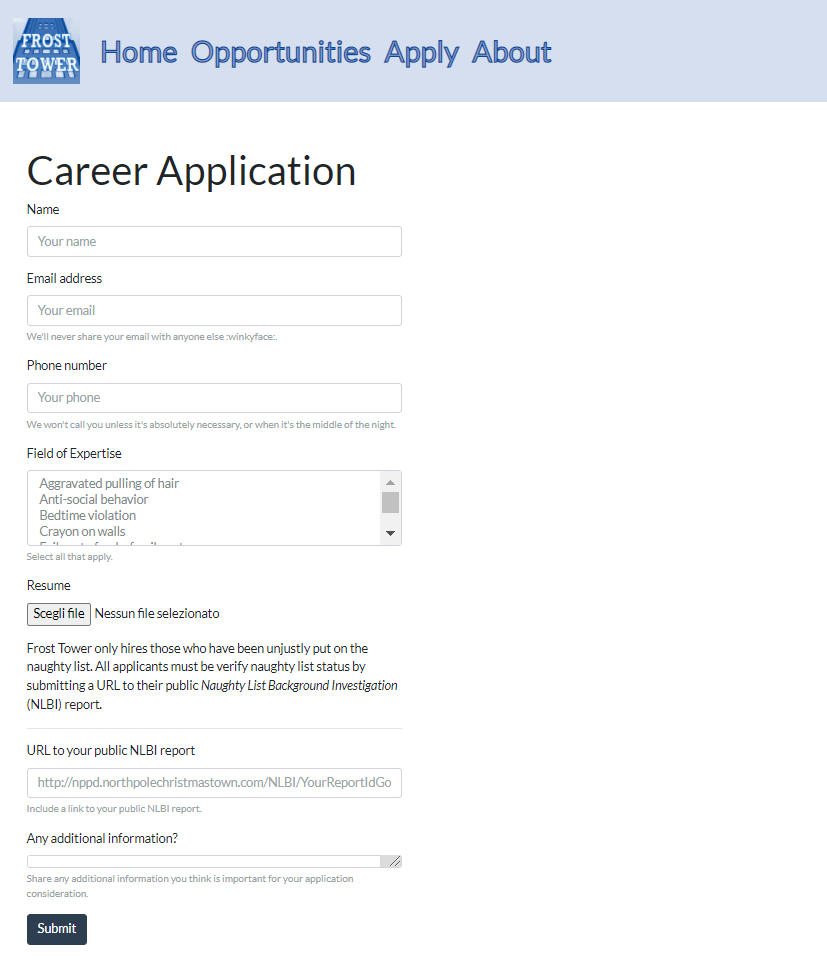 FROST
TOWER
Home Opportunities Apply About
Career Application
Name
Your name
Email address
Your email
We'll never share your email with anyone else :winkyface:.
Phone number
Your phone
We won't call you unless it's absolutely necessary, or when it's the middle of the night.
Field of Expertise
Aggravated pulling of hair
Anti-social behavior
Bedtime violation
Crayon on walls
Select all that apply.
Resume
Scegli file Nessun file selezionato
Frost Tower only hires those who have been unjustly put on the
naughty list. All applicants must be verify naughty list status by
submitting a URL to their public Naughty List Background Investigation
(NLBI) report.
URL to your public NLBI report
http://nppd.northpolechristmastown.com/NLBI/YourReportIdGo
Include a link to your public NLBI report.
Any additional information?
Share any additional information you think is important for your application
consideration.
Submit